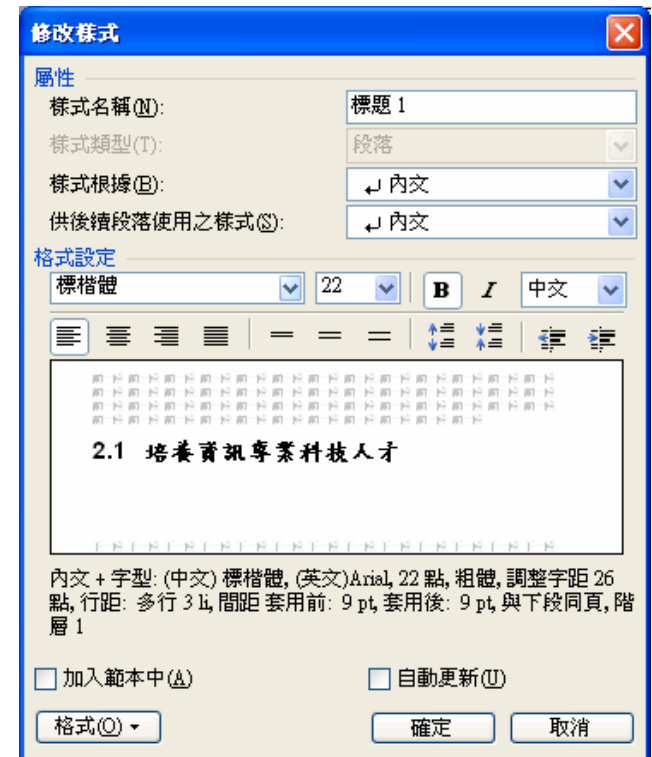 修改樣式
屬性
樣式名稱(N): 標題 1
樣式類型(T): 段落
樣式根據(B): ↵ 內文
供後續段落使用之樣式(S): ↵ 內文
格式設定
標楷體 22 B I 中文
2.1 培養資訊專業科技人才
內文 + 字型: (中文) 標楷體, (英文)Arial, 22 點, 粗體, 調整字距 26
點, 行距: 多行 3 li, 間距 套用前: 9 pt, 套用後: 9 pt, 與下段同頁, 階
層 1
加入範本中(A) 自動更新(U)
格式(O) 確定 取消